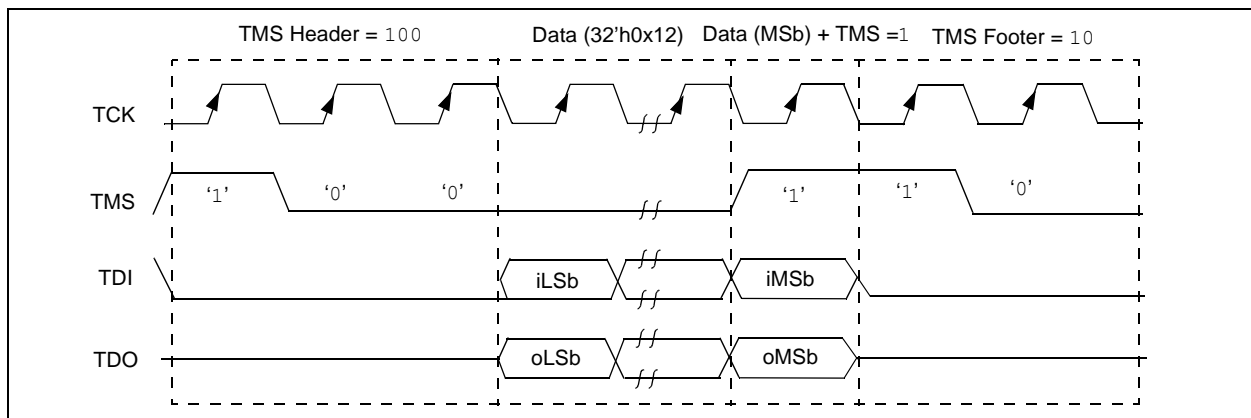 TMS Header = 100 Data (32'h0x12) Data (MSb) + TMS =1 TMS Footer = 10
TCK
TMS ‘1’ ‘0’ ‘0’ ‘1’ ‘1’ ‘0’
TDI iLSb iMSb
TDO oLSb oMSb